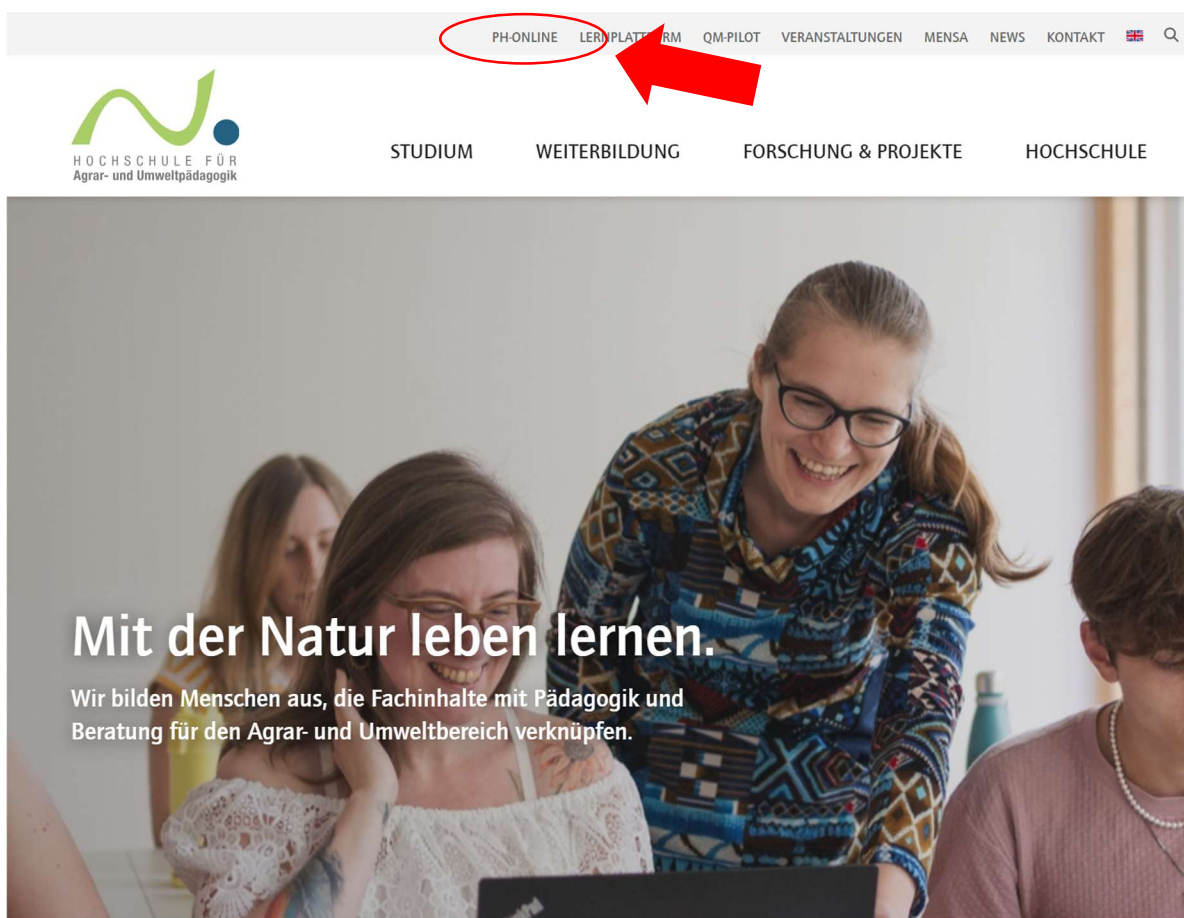 PH-ONLINE LERNPLATTFORM QM-PILOT VERANSTALTUNGEN MENSA NEWS KONTAKT
HOCHSCHULE FÜR
Agrar- und Umweltpädagogik
STUDIUM WEITERBILDUNG FORSCHUNG & PROJEKTE HOCHSCHULE
Mit der Natur leben lernen.
Wir bilden Menschen aus, die Fachinhalte mit Pädagogik und
Beratung für den Agrar- und Umweltbereich verknüpfen.